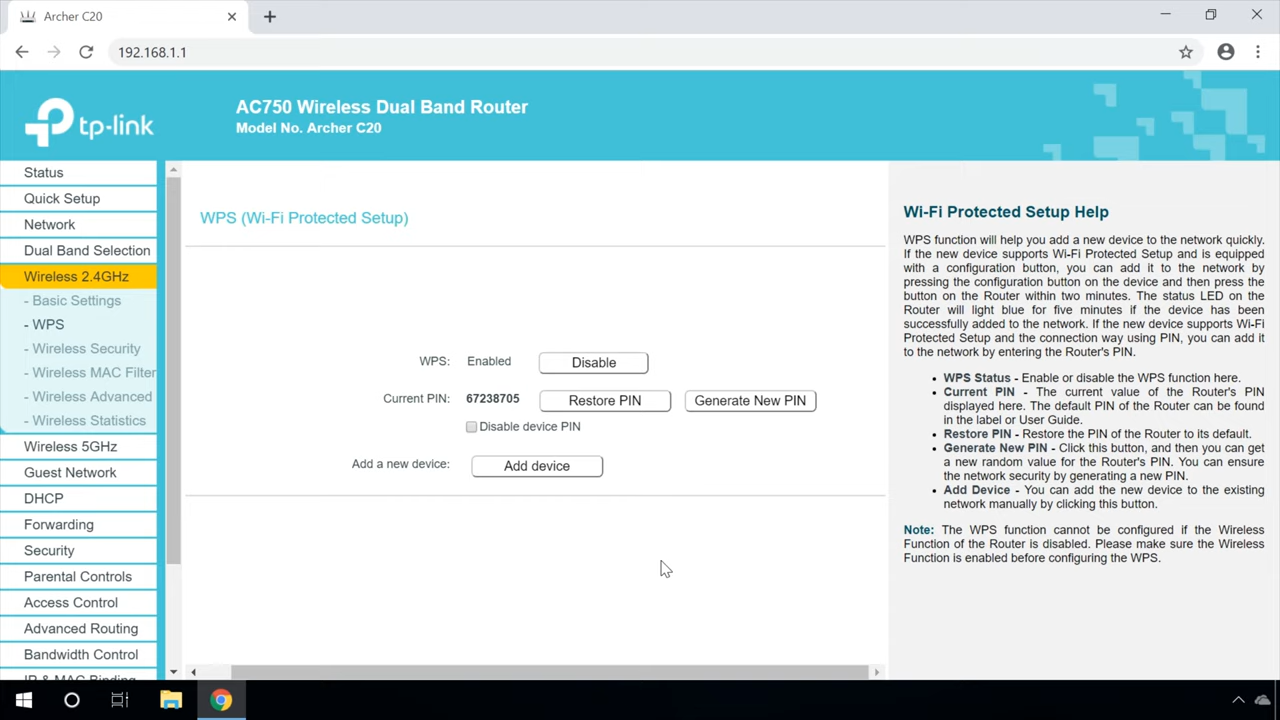 Archer C20
192.168.1.1
tp-link
AC750 Wireless Dual Band Router
Model No. Archer C20
Status
Quick Setup
Network
Dual Band Selection
Wireless 2.4GHz
- Basic Settings
- WPS
- Wireless Security
- Wireless MAC Filter
- Wireless Advanced
- Wireless Statistics
Wireless 5GHz
Guest Network
DHCP
Forwarding
Security
Parental Controls
Access Control
Advanced Routing
Bandwidth Control
IP & MAC Binding
WPS (Wi-Fi Protected Setup)
WPS: Enabled Disable
Current PIN: 67238705 Restore PIN Generate New PIN
Disable device PIN
Add a new device: Add device
Wi-Fi Protected Setup Help
WPS function will help you add a new device to the network quickly.
If the new device supports Wi-Fi Protected Setup and is equipped
with a configuration button, you can add it to the network by
pressing the configuration button on the device and then press the
button on the Router within two minutes. The status LED on the
Router will light blue for five minutes if the device has been
successfully added to the network. If the new device supports Wi-Fi
Protected Setup and the connection way using PIN, you can add it
to the network by entering the Router's PIN.
• WPS Status - Enable or disable the WPS function here.
• Current PIN - The current value of the Router's PIN
displayed here. The default PIN of the Router can be found
in the label or User Guide.
• Restore PIN - Restore the PIN of the Router to its default.
• Generate New PIN - Click this button, and then you can get
a new random value for the Router's PIN. You can ensure
the network security by generating a new PIN.
• Add Device - You can add the new device to the existing
network manually by clicking this button.
Note: The WPS function cannot be configured if the Wireless
Function of the Router is disabled. Please make sure the Wireless
Function is enabled before configuring the WPS.